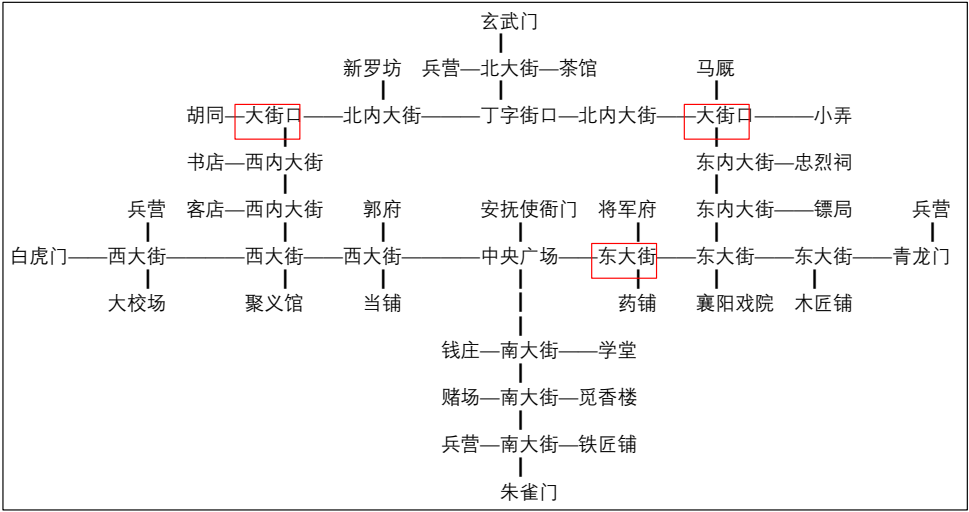 玄武门
新罗坊 兵营—北大街—茶馆 马厩
胡同—大街口——北内大街———丁字街口—北内大街——大街口———小弄
书店—西内大街 东内大街—忠烈祠
兵营 客店—西内大街 郭府 安抚使衙门 将军府 东内大街——镖局 兵营
白虎门——西大街————西大街——西大街————中央广场——东大街——东大街——东大街——青龙门
大校场 聚义馆 当铺 药铺 襄阳戏院 木匠铺
钱庄—南大街——学堂
赌场—南大街—觅香楼
兵营—南大街—铁匠铺
朱雀门